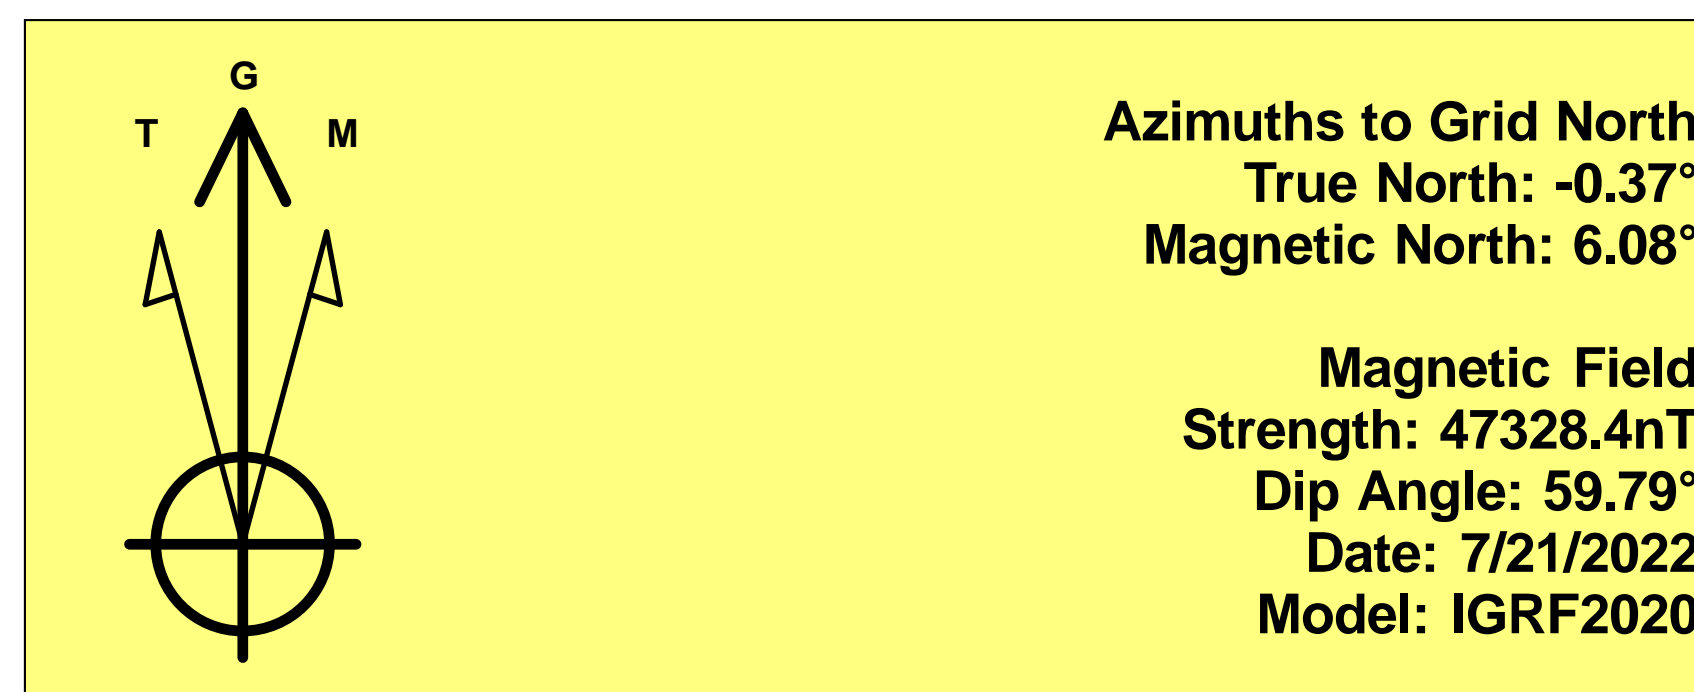 G
T M
Azimuths to Grid North
True North: -0.37°
Magnetic North: 6.08°
Magnetic Field
Strength: 47328.4nT
Dip Angle: 59.79°
Date: 7/21/2022
Model: IGRF2020